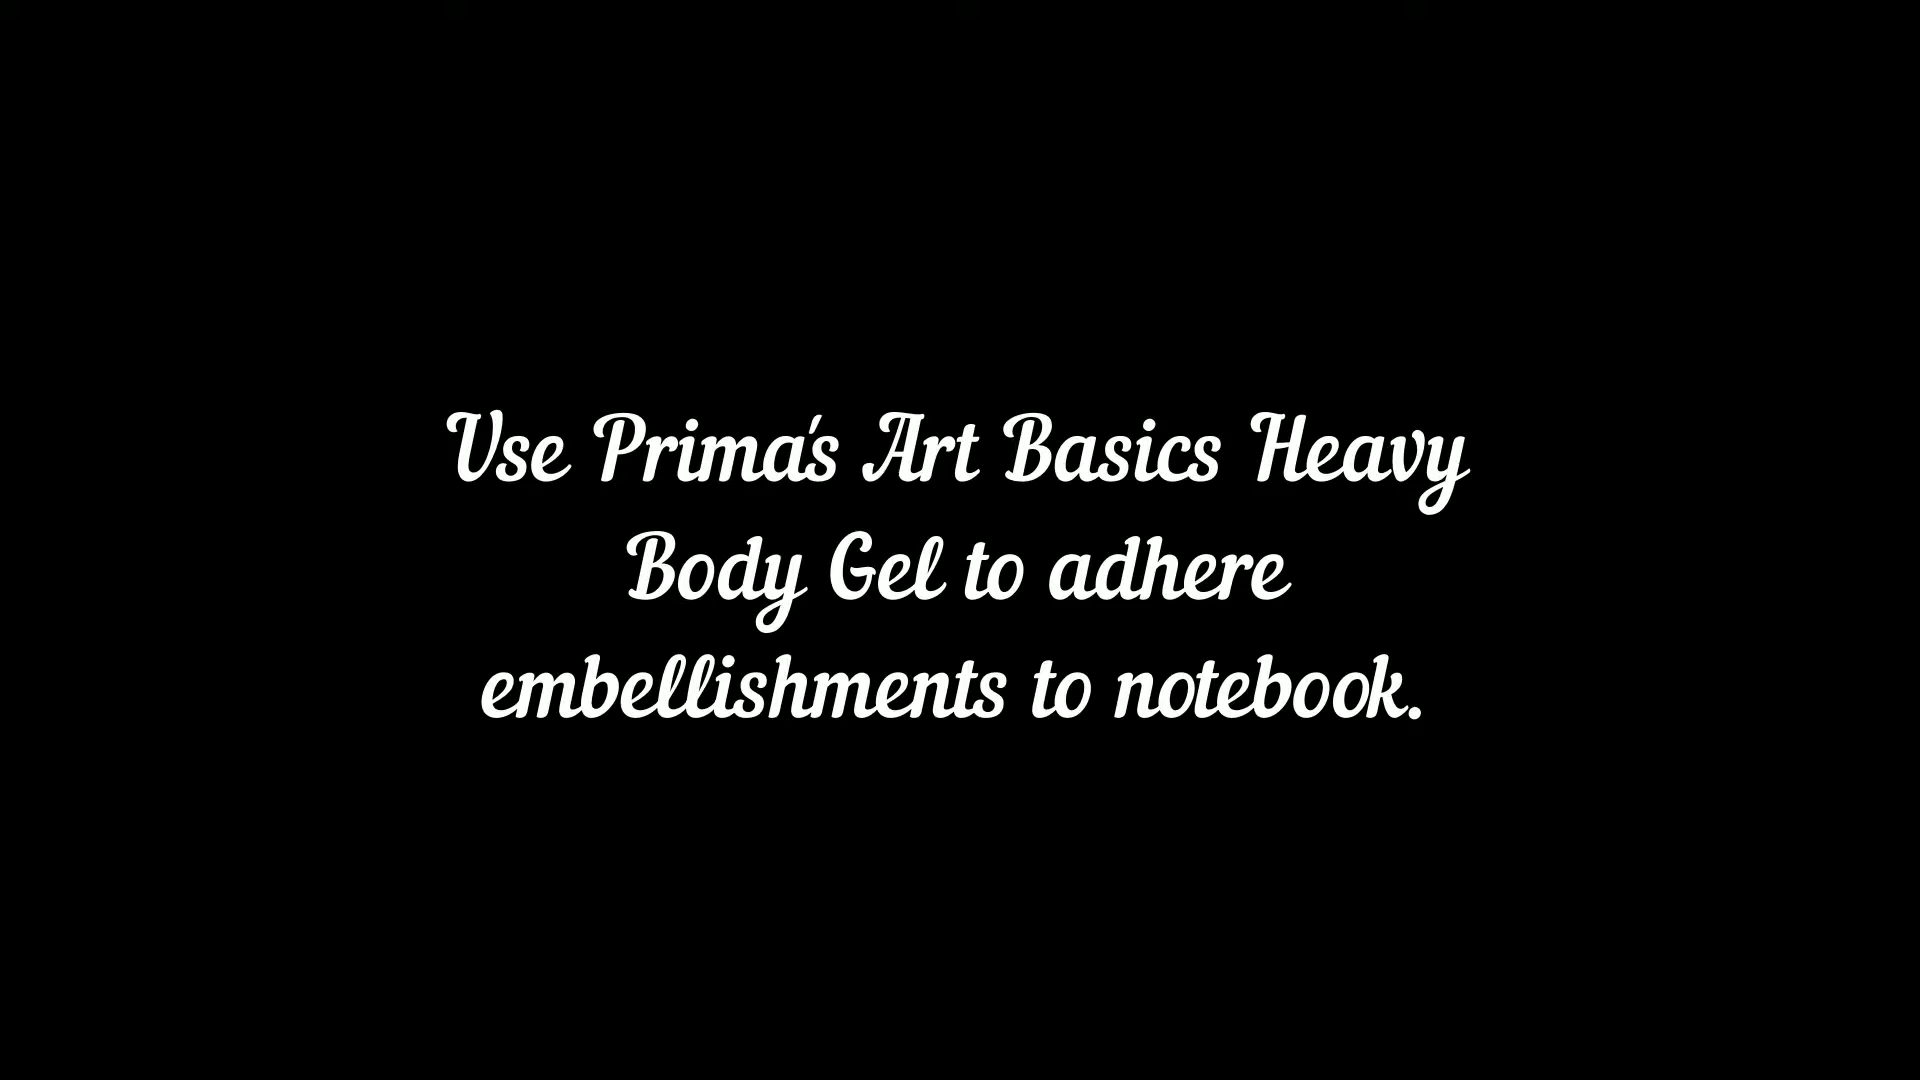 Use Prima's Art Basics Heavy
Body Gel to adhere
embellishments to notebook.